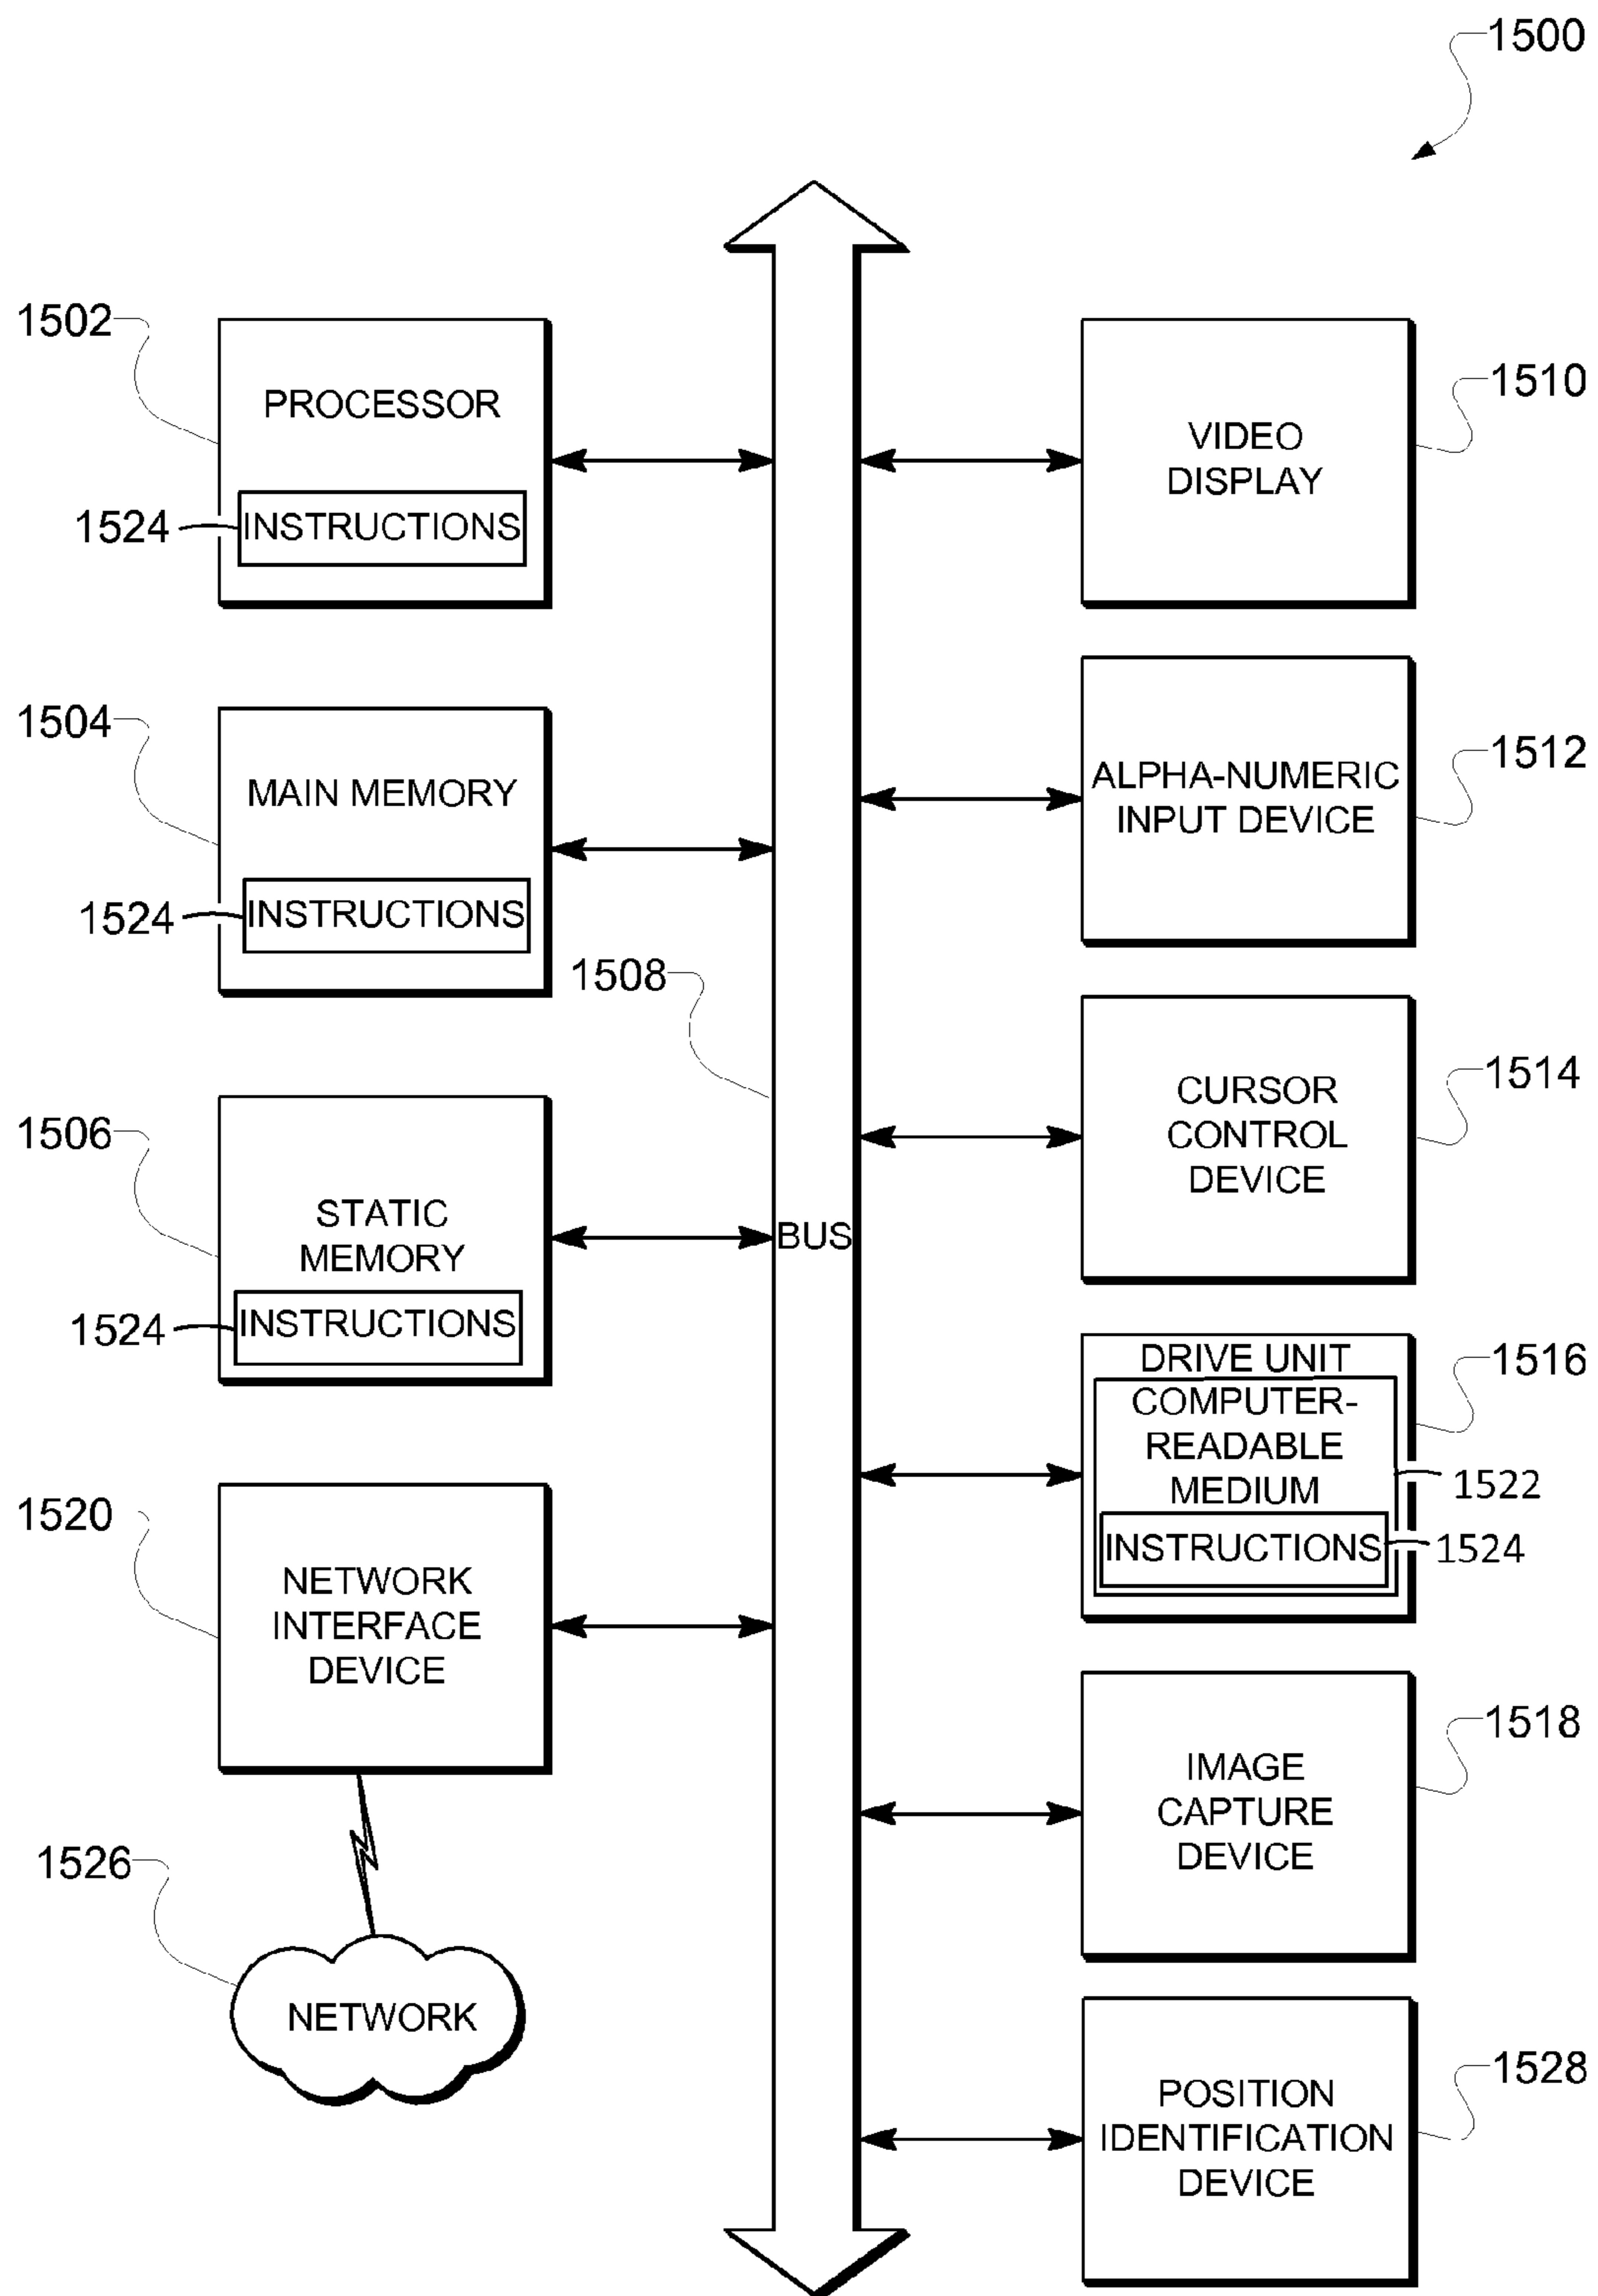 1500
1502
PROCESSOR
1524
INSTRUCTIONS
1504
MAIN MEMORY
1524
INSTRUCTIONS
1508
1506
STATIC
MEMORY
1524
INSTRUCTIONS
BUS
1520
NETWORK
INTERFACE
DEVICE
1526
NETWORK
1510
VIDEO
DISPLAY
1512
ALPHA-NUMERIC
INPUT DEVICE
1514
CURSOR
CONTROL
DEVICE
1516
DRIVE UNIT
COMPUTER-
READABLE
MEDIUM
1522
INSTRUCTIONS
1524
1518
IMAGE
CAPTURE
DEVICE
1528
POSITION
IDENTIFICATION
DEVICE